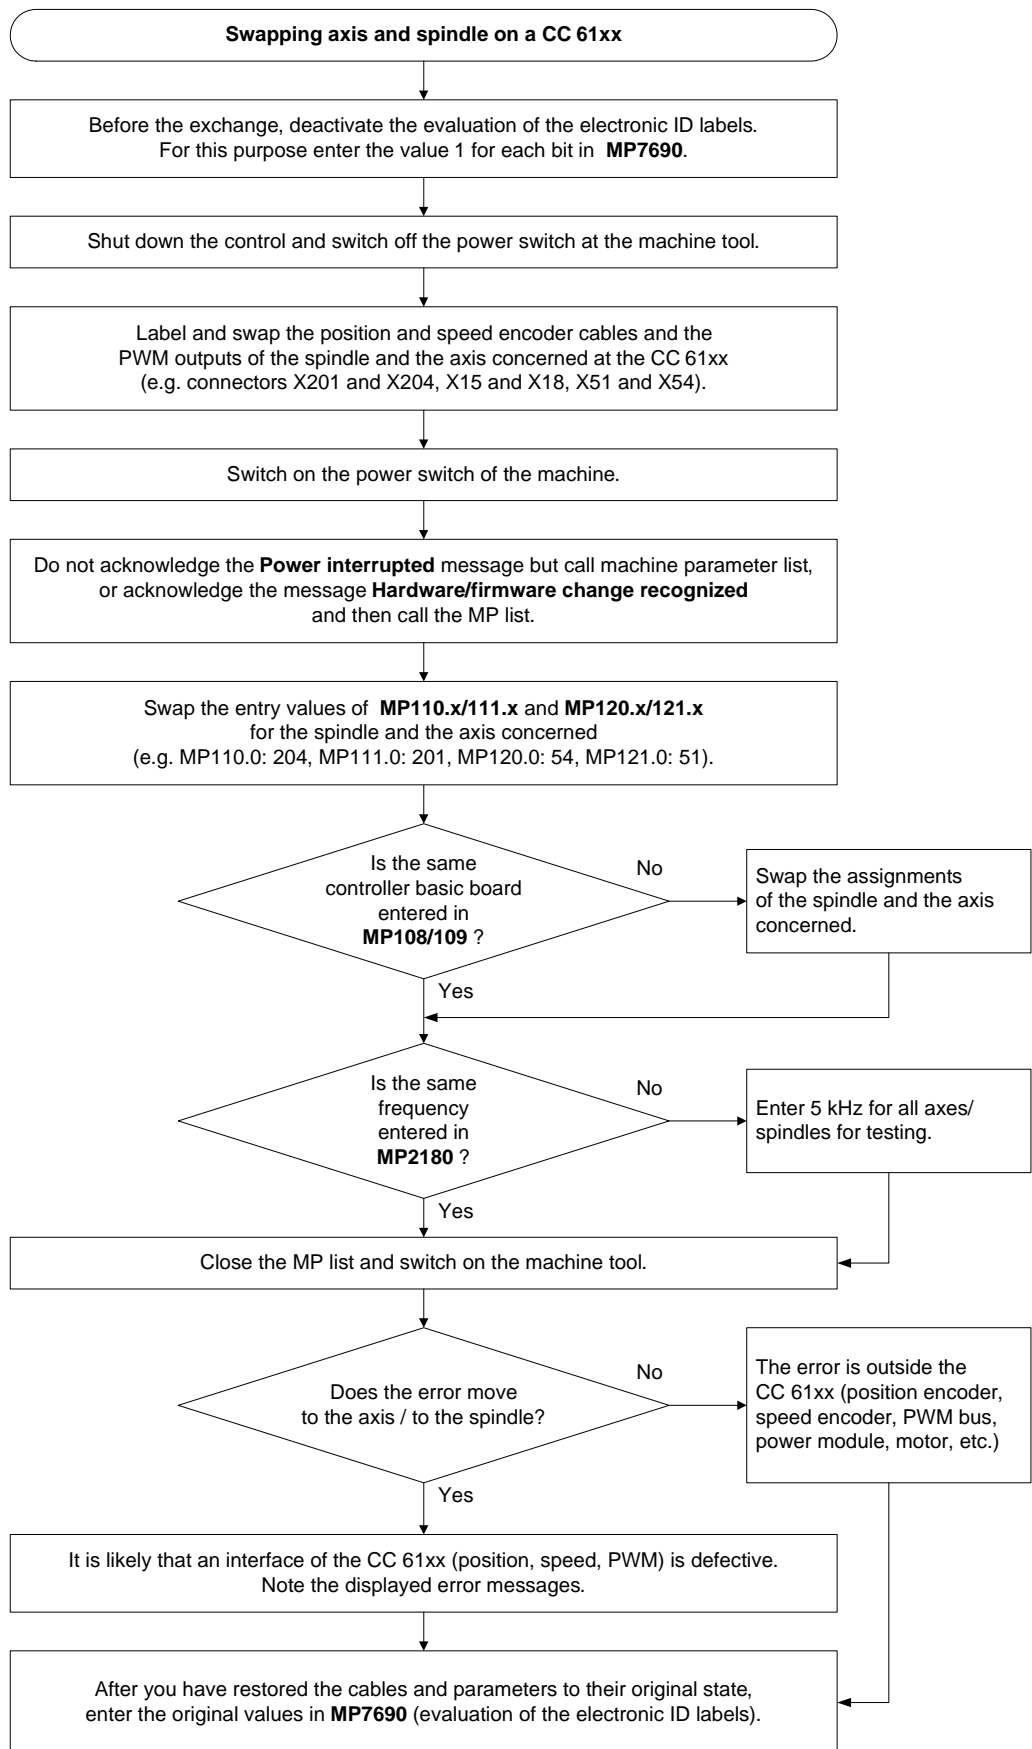 Swapping axis and spindle on a CC 61xx
Before the exchange, deactivate the evaluation of the electronic ID labels.
For this purpose enter the value 1 for each bit in MP7690.
Shut down the control and switch off the power switch at the machine tool.
Label and swap the position and speed encoder cables and the
PWM outputs of the spindle and the axis concerned at the CC 61xx
(e.g. connectors X201 and X204, X15 and X18, X51 and X54).
Switch on the power switch of the machine.
Do not acknowledge the Power interrupted message but call machine parameter list,
or acknowledge the message Hardware/firmware change recognized
and then call the MP list.
Swap the entry values of MP110.x/111.x and MP120.x/121.x
for the spindle and the axis concerned
(e.g. MP110.0: 204, MP111.0: 201, MP120.0: 54, MP121.0: 51).
Is the same
controller basic board
entered in
MP108/109 ?
No
Swap the assignments
of the spindle and the axis
concerned.
Yes
Is the same
frequency
entered in
MP2180 ?
No
Enter 5 kHz for all axes/
spindles for testing.
Yes
Close the MP list and switch on the machine tool.
Does the error move
to the axis / to the spindle?
No
The error is outside the
CC 61xx (position encoder,
speed encoder, PWM bus,
power module, motor, etc.)
Yes
It is likely that an interface of the CC 61xx (position, speed, PWM) is defective.
Note the displayed error messages.
After you have restored the cables and parameters to their original state,
enter the original values in MP7690 (evaluation of the electronic ID labels).